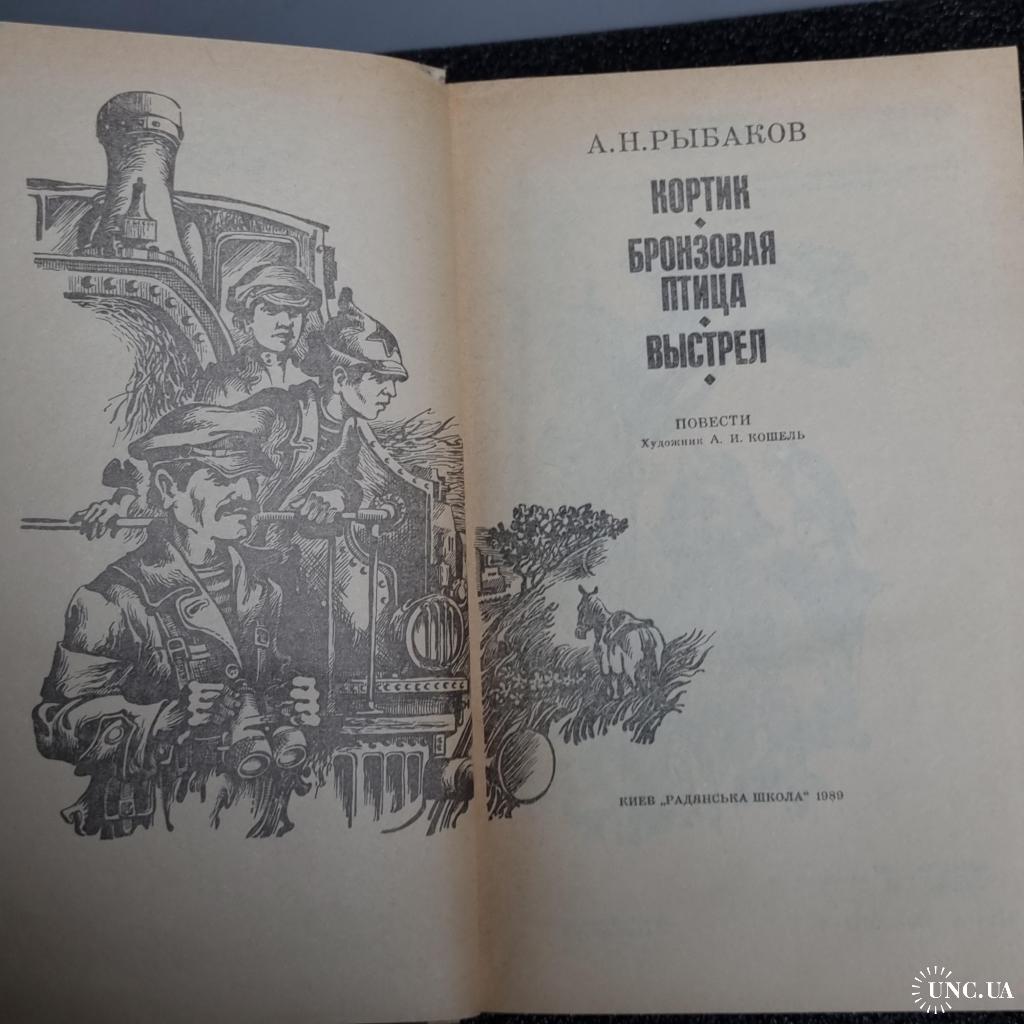 А.Н.РЫБАКОВ
КОРТИК
БРОНЗОВАЯ
ПТИЦА
ВЫСТРЕЛ
ПОВЕСТИ
Художник А. И. КОШЕЛЬ
КИЕВ „РАДЯНСЬКА ШКОЛА“ 1989
UNC.UA